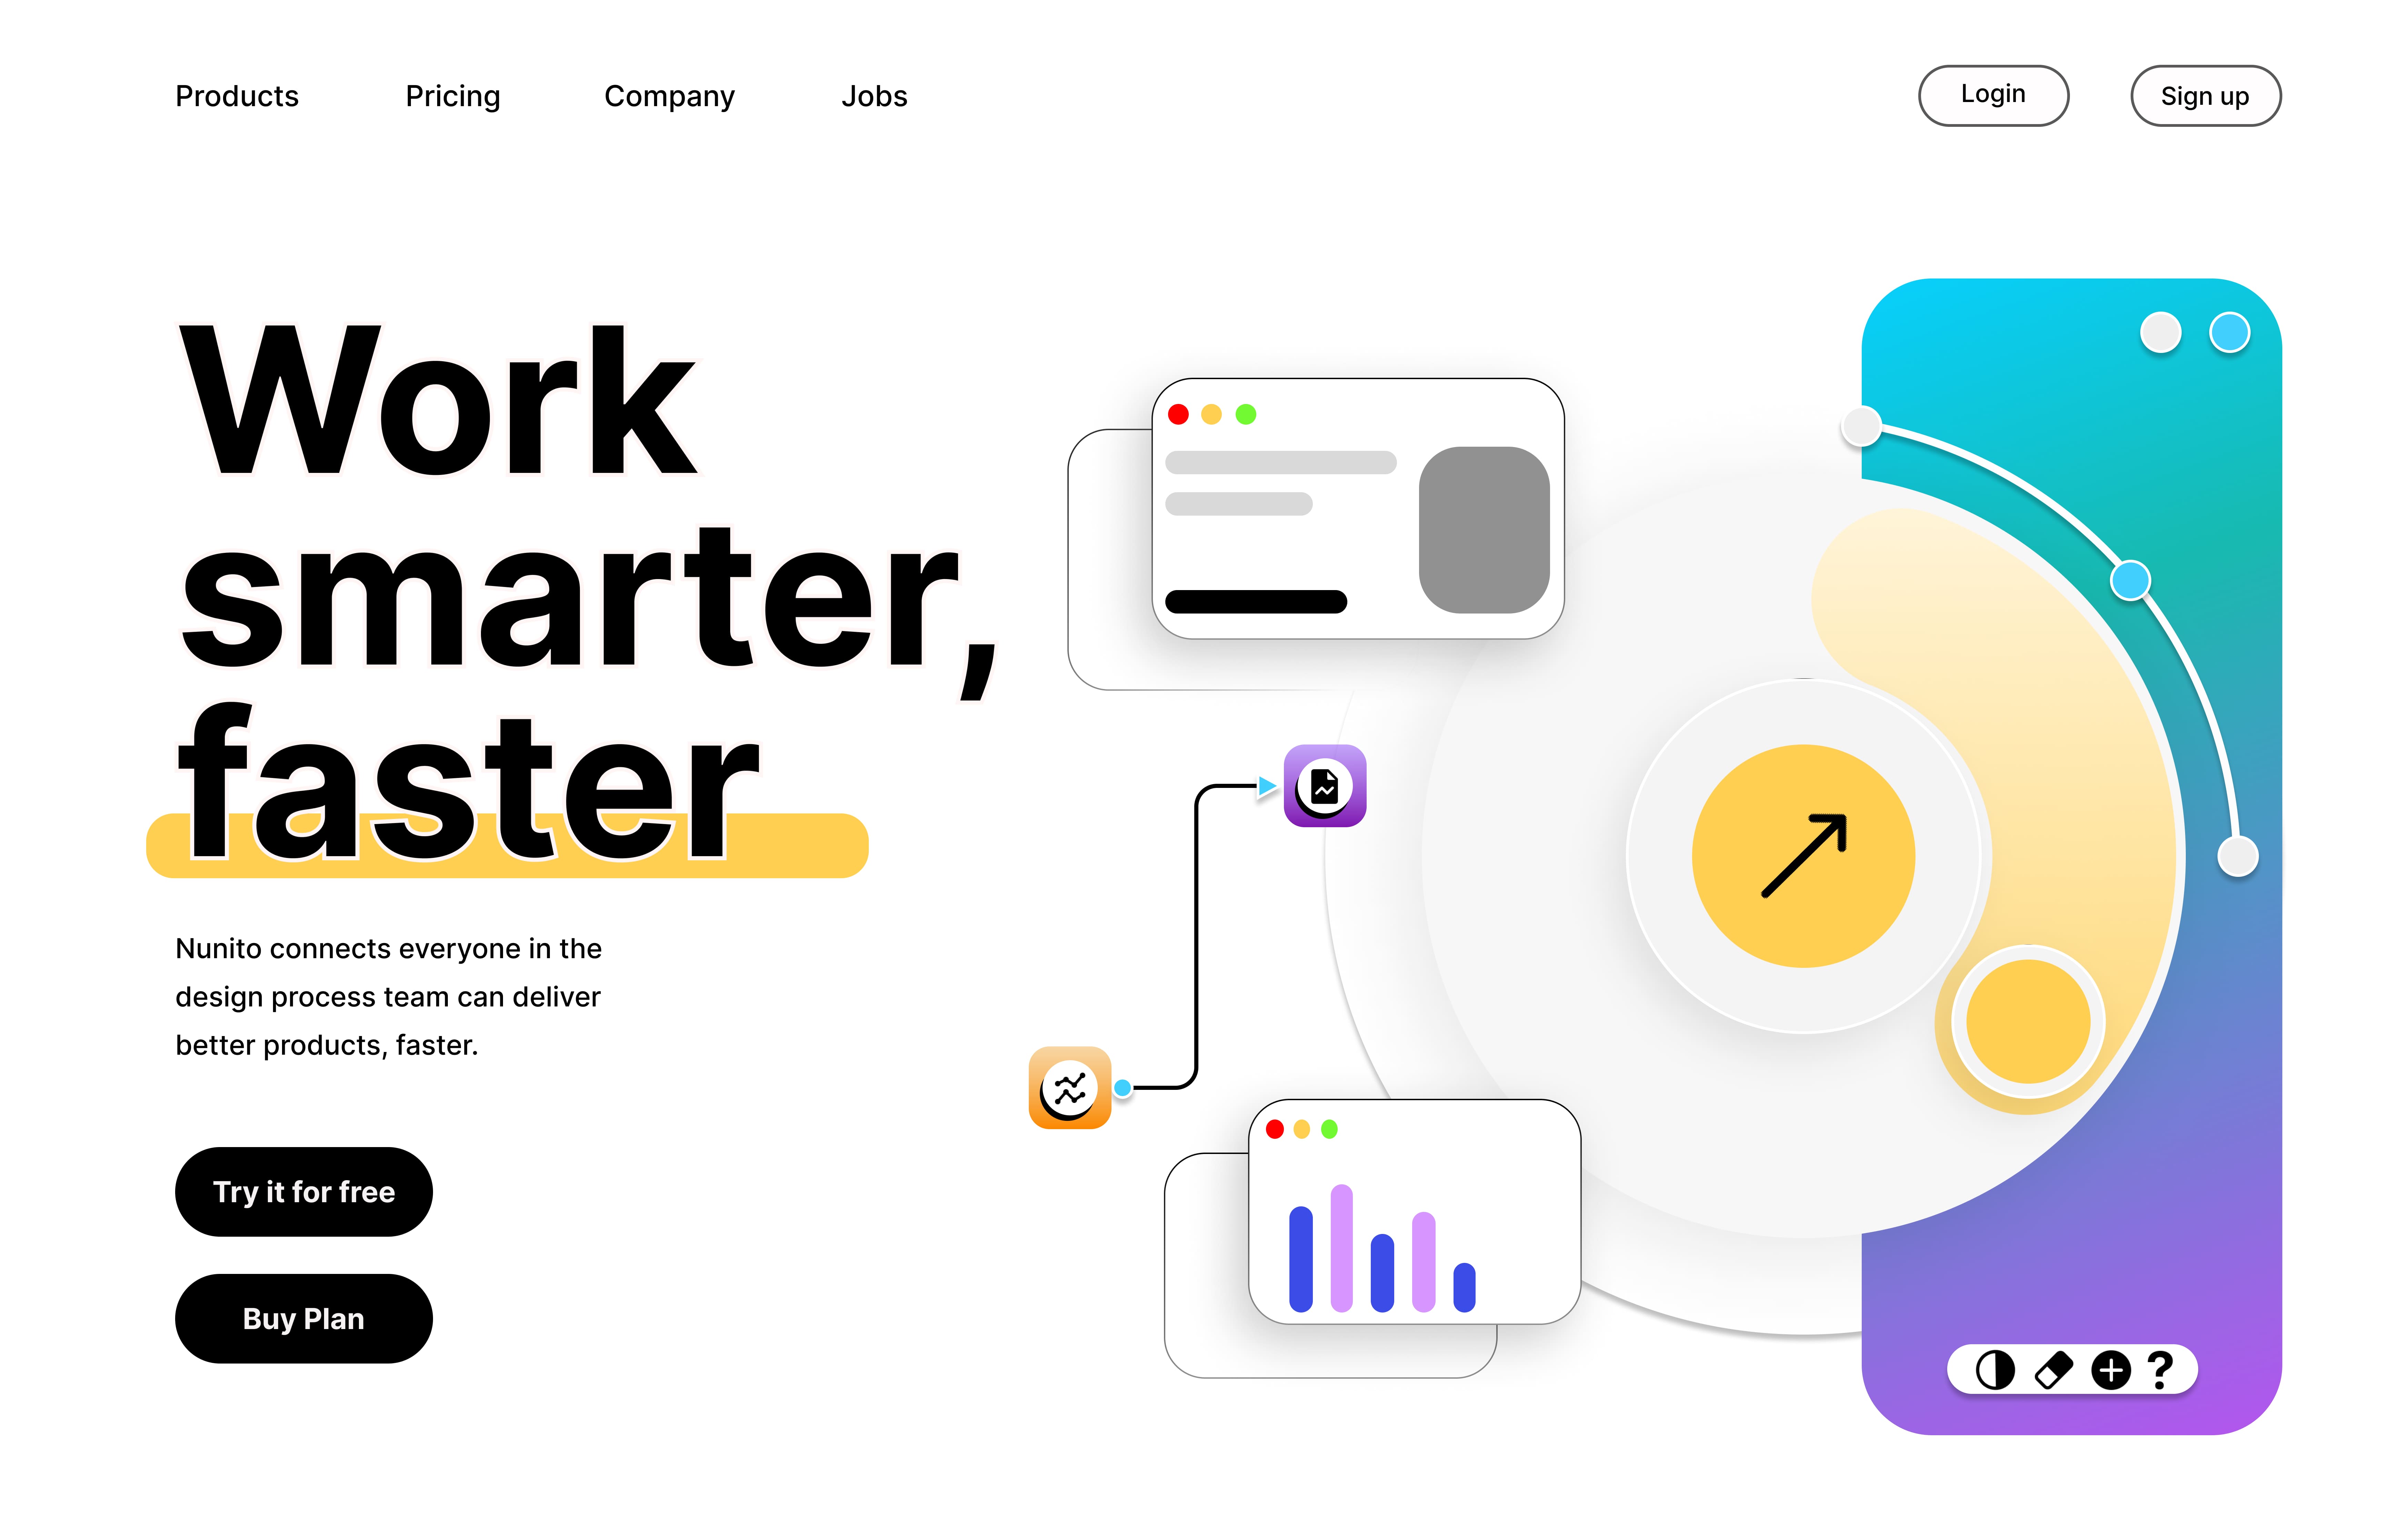 Products Pricing Company Jobs Login Sign up
Work
smarter,
faster
Nunito connects everyone in the
design process team can deliver
better products, faster.
Try it for free
Buy Plan
?